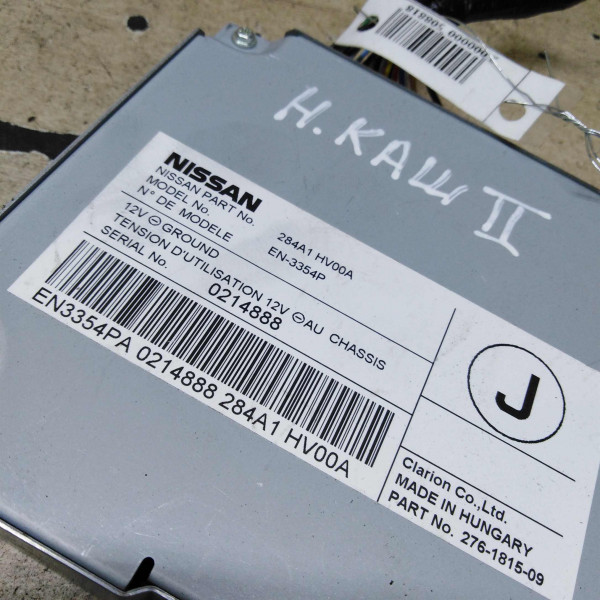 000000 308818
Н. КАШ II
NISSAN
NISSAN PART No. 284A1 HV00A
MODEL No.
N° DE MODELE EN-3354P
12V ⊖ GROUND
TENSION D'UTILISATION 12V ⊖ AU CHASSIS
SERIAL No. 0214888
EN3354PA 0214888 284A1 HV00A
J
Clarion Co.,Ltd.
MADE IN HUNGARY
PART No. 276-1815-09